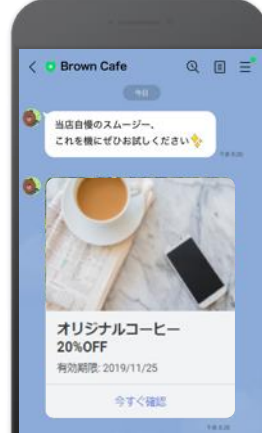 Brown Cafe
今日
当店自慢のスムージー、
これを機にぜひお試しください✨
オリジナルコーヒー
20%OFF
有効期限: 2019/11/25
今すぐ確認